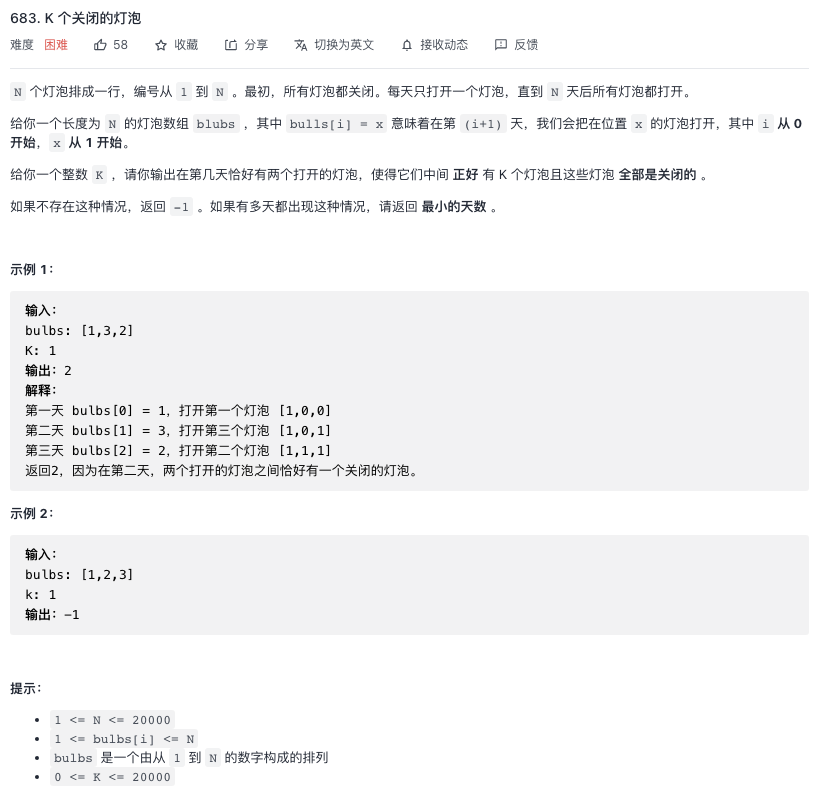 683. K 个关闭的灯泡
难度 困难 58 收藏 分享 切换为英文 接收动态 反馈
N 个灯泡排成一行，编号从 1 到 N 。最初，所有灯泡都关闭。每天只打开一个灯泡，直到 N 天后所有灯泡都打开。
给你一个长度为 N 的灯泡数组 blubs ，其中 bulls[i] = x 意味着在第 (i+1) 天，我们会把在位置 x 的灯泡打开，其中 i 从 0
开始，x 从 1 开始。
给你一个整数 K ，请你输出在第几天恰好有两个打开的灯泡，使得它们中间 正好 有 K 个灯泡且这些灯泡 全部是关闭的 。
如果不存在这种情况，返回 -1 。如果有多天都出现这种情况，请返回 最小的天数 。
示例 1：
输入：
bulbs: [1,3,2]
K: 1
输出：2
解释：
第一天 bulbs[0] = 1，打开第一个灯泡 [1,0,0]
第二天 bulbs[1] = 3，打开第三个灯泡 [1,0,1]
第三天 bulbs[2] = 2，打开第二个灯泡 [1,1,1]
返回2，因为在第二天，两个打开的灯泡之间恰好有一个关闭的灯泡。
示例 2：
输入：
bulbs: [1,2,3]
k: 1
输出：-1
提示：
• 1 <= N <= 20000
• 1 <= bulbs[i] <= N
• bulbs 是一个由从 1 到 N 的数字构成的排列
• 0 <= K <= 20000